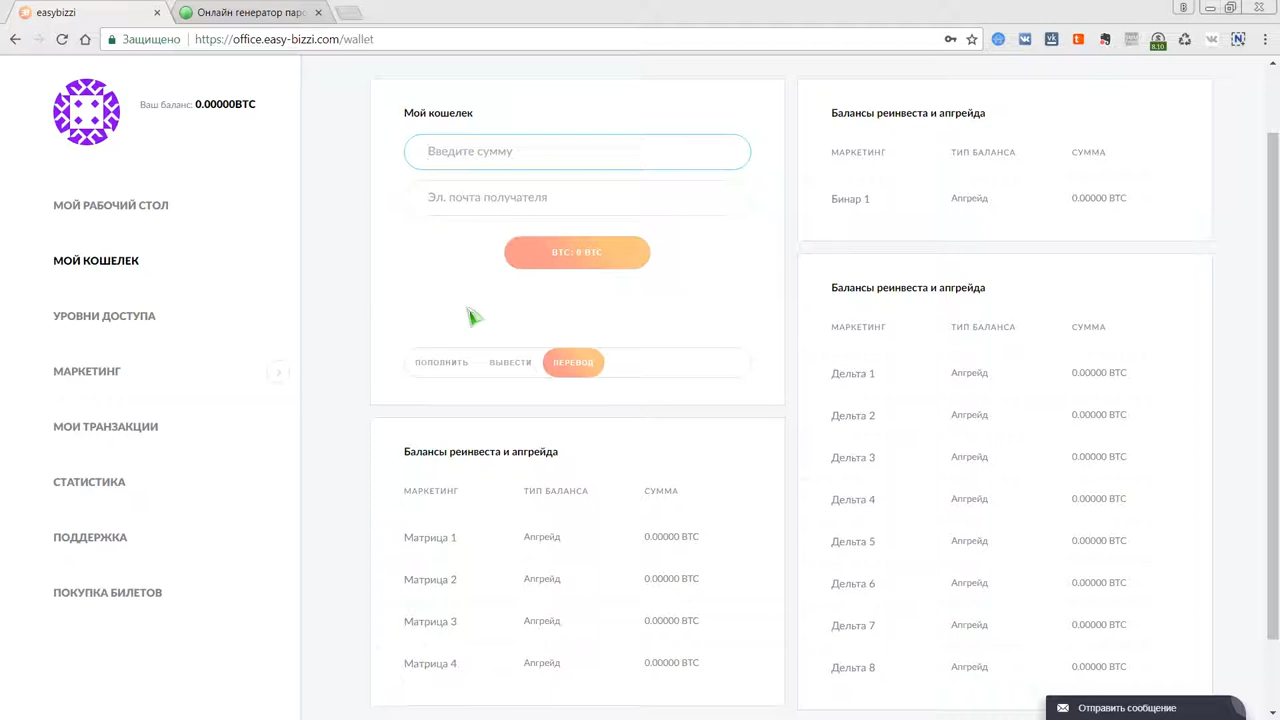 easybizzi
Онлайн генератор паро
Защищено
https://office.easy-bizzi.com/wallet
8.10
Ваш баланс: 0.00000BTC
МОЙ РАБОЧИЙ СТОЛ
МОЙ КОШЕЛЕК
УРОВНИ ДОСТУПА
МАРКЕТИНГ
МОИ ТРАНЗАКЦИИ
СТАТИСТИКА
ПОДДЕРЖКА
ПОКУПКА БИЛЕТОВ
Мой кошелек
Введите сумму
Эл. почта получателя
BTC: 0 BTC
ПОПОЛНИТЬ
ВЫВЕСТИ
ПЕРЕВОД
Балансы реинвеста и апгрейда
МАРКЕТИНГ ТИП БАЛАНСА СУММА
Матрица 1 Апгрейд 0.00000 BTC
Матрица 2 Апгрейд 0.00000 BTC
Матрица 3 Апгрейд 0.00000 BTC
Матрица 4 Апгрейд 0.00000 BTC
Балансы реинвеста и апгрейда
МАРКЕТИНГ ТИП БАЛАНСА СУММА
Бинар 1 Апгрейд 0.00000 BTC
Балансы реинвеста и апгрейда
МАРКЕТИНГ ТИП БАЛАНСА СУММА
Дельта 1 Апгрейд 0.00000 BTC
Дельта 2 Апгрейд 0.00000 BTC
Дельта 3 Апгрейд 0.00000 BTC
Дельта 4 Апгрейд 0.00000 BTC
Дельта 5 Апгрейд 0.00000 BTC
Дельта 6 Апгрейд 0.00000 BTC
Дельта 7 Апгрейд 0.00000 BTC
Дельта 8 Апгрейд 0.00000 BTC
Отправить сообщение